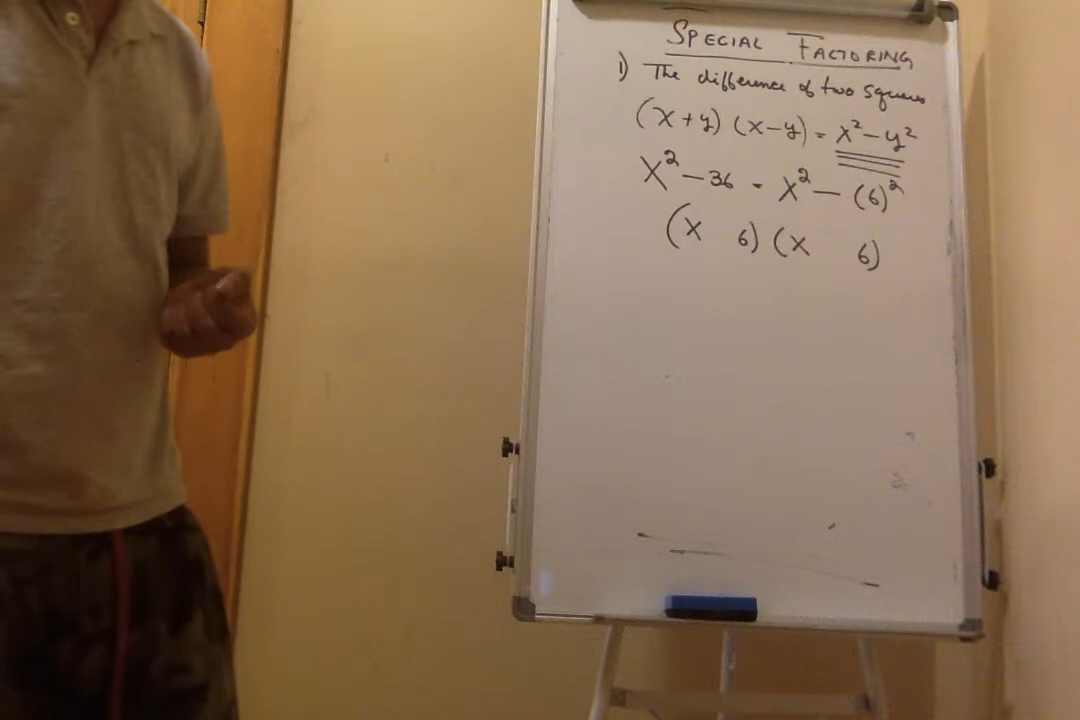 SPECIAL FACTORING
1) The difference of two squares
(x + y) (x - y) = x² - y²
x² - 36 = x² - (6)²
(x 6) (x 6)